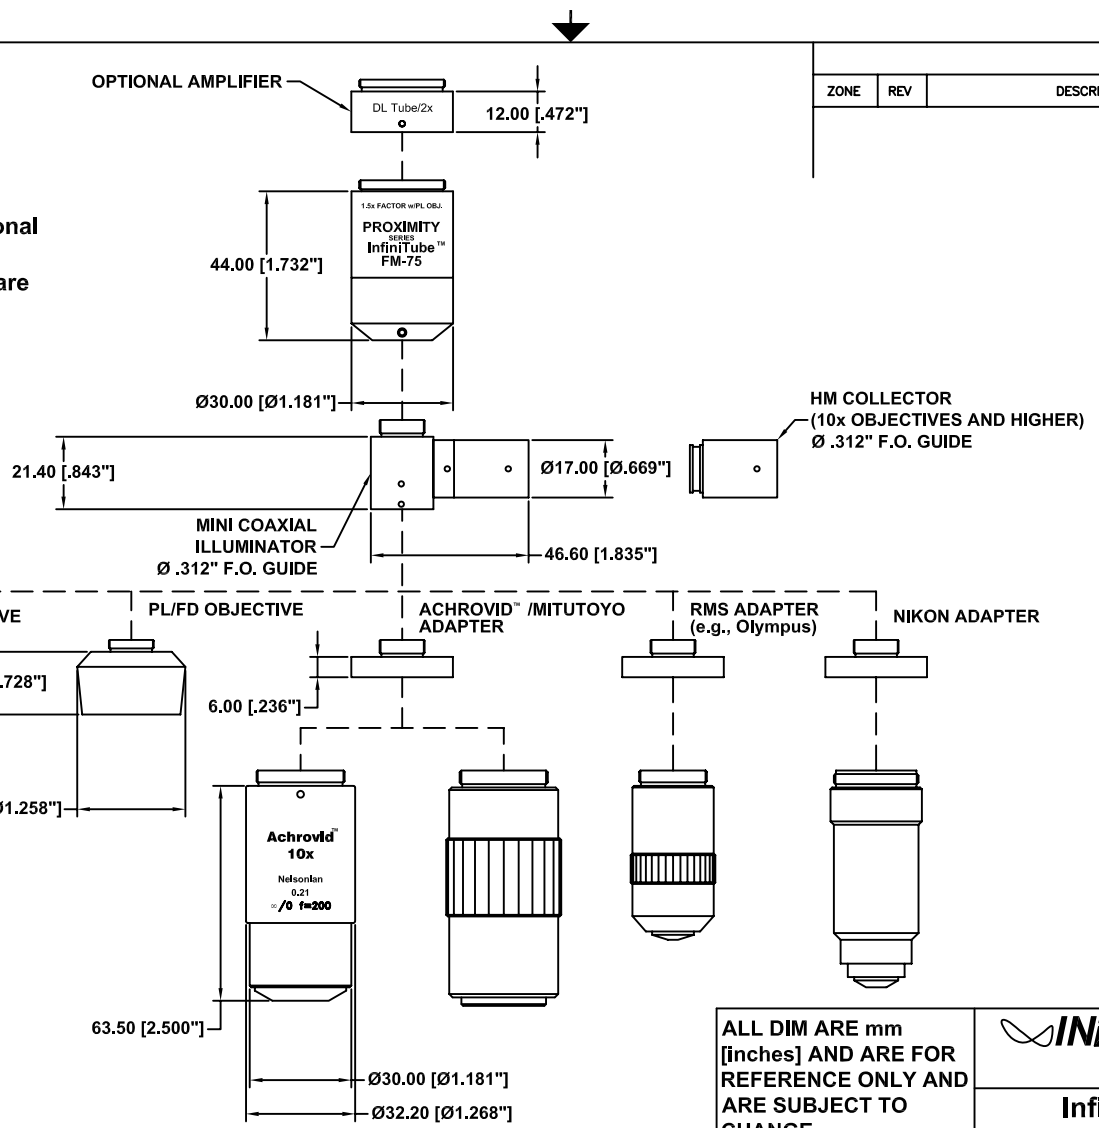 OPTIONAL AMPLIFIER
DL Tube/2x
12.00 [.472"]
ZONE REV
onal
are
1.5x FACTOR w/PL OBJ.
PROXIMITY
SERIES
InfiniTube™
FM-75
44.00 [1.732"]
Ø30.00 [Ø1.181"]
HM COLLECTOR
(10x OBJECTIVES AND HIGHER)
Ø .312" F.O. GUIDE
21.40 [.843"]
Ø17.00 [Ø.669"]
MINI COAXIAL
ILLUMINATOR
Ø .312" F.O. GUIDE
46.60 [1.835"]
VE
PL/FD OBJECTIVE
ACHROVID™ /MITUTOYO
ADAPTER
RMS ADAPTER
(e.g., Olympus)
NIKON ADAPTER
.728"]
6.00 [.236"]
Ø1.258"]
Achrovid™
10x
Nelsonian
0.21
∞/0 f=200
63.50 [2.500"]
Ø30.00 [Ø1.181"]
Ø32.20 [Ø1.268"]
ALL DIM ARE mm
[inches] AND ARE FOR
REFERENCE ONLY AND
ARE SUBJECT TO
CHANGE
Infi